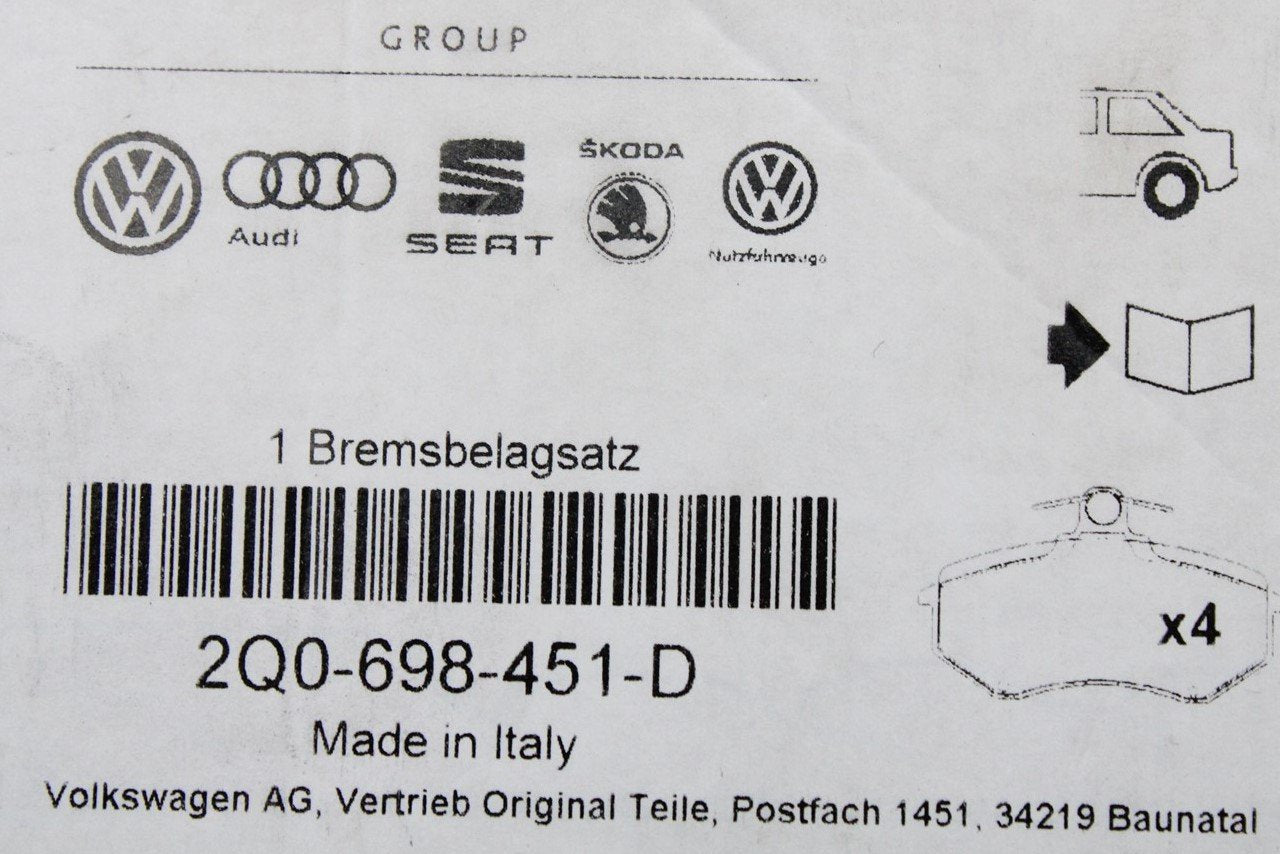 GROUP
Audi
SEAT
ŠKODA
Nutzfahrzeuge
1 Bremsbelagsatz
x4
2Q0-698-451-D
Made in Italy
Volkswagen AG, Vertrieb Original Teile, Postfach 1451, 34219 Baunatal